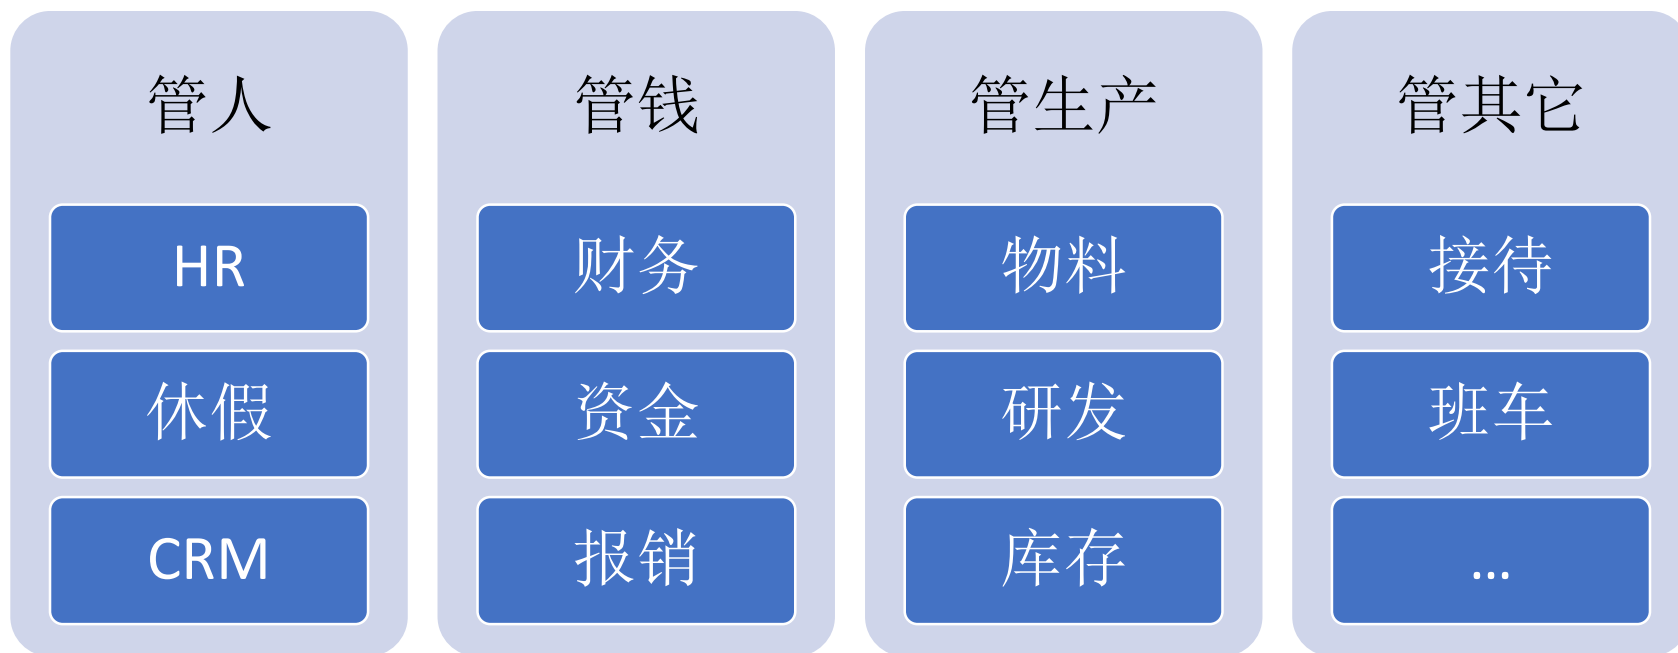 管人
HR
休假
CRM
管钱
财务
资金
报销
管生产
物料
研发
库存
管其它
接待
班车
...